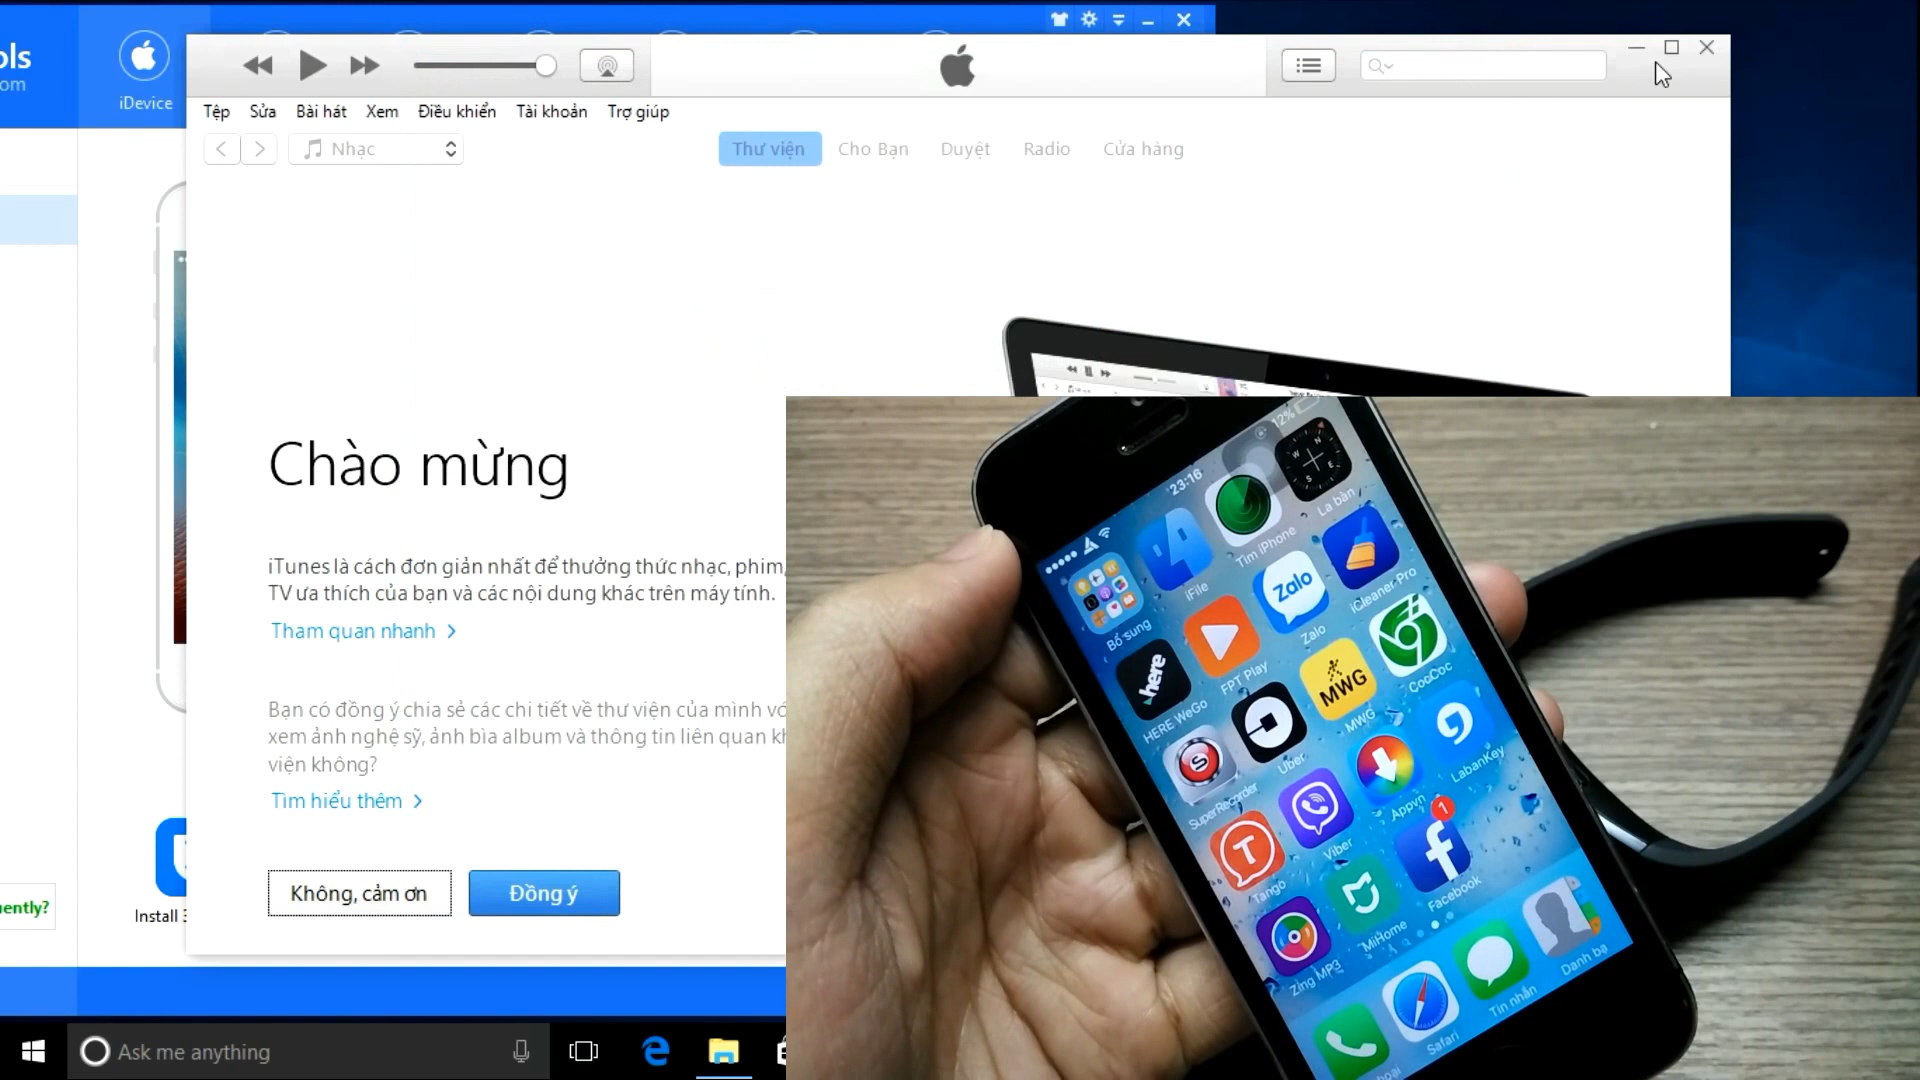 ols
om
iDevice
Tệp Sửa Bài hát Xem Điều khiển Tài khoản Trợ giúp
Nhạc
Thư viện Cho Bạn Duyệt Radio Cửa hàng
Chào mừng
iTunes là cách đơn giản nhất để thưởng thức nhạc, phim,
TV ưa thích của bạn và các nội dung khác trên máy tính.
Tham quan nhanh
Bạn có đồng ý chia sẻ các chi tiết về thư viện của mình
xem ảnh nghệ sỹ, ảnh bìa album và thông tin liên quan
viện không?
Tìm hiểu thêm
Không, cảm ơn Đồng ý
ently?
Install
Ask me anything
23:16
12%
N
W
E
S
iFile
Tìm iPhone
La bàn
Bổ sung
here
HERE WeGo
FPT Play
Zalo
Zalo
iCleaner Pro
S
SuperRecorder
Uber
MWG
MWG
CocCoc
T
Tango
Viber
Appvn
LabanKey
Zing MP3
MiHome
1
Facebook
Safari
Tin nhắn
Danh bạ